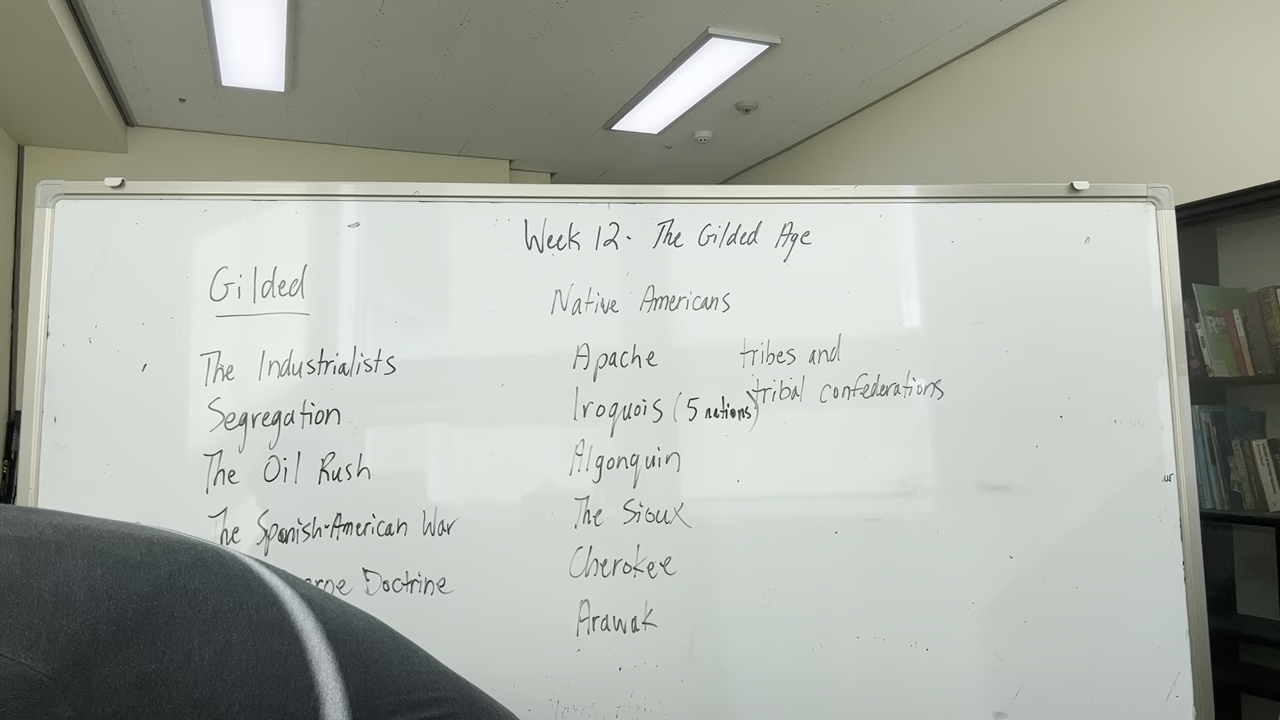 Week 12. The Gilded Age
Gilded
The Industrialists
Segregation
The Oil Rush
The Spanish-American War
Doctrine
Native Americans
Apache
Iroquois (5 nations)
Algonquin
The Sioux
Cherokee
Arawak
tribes and
tribal confederations